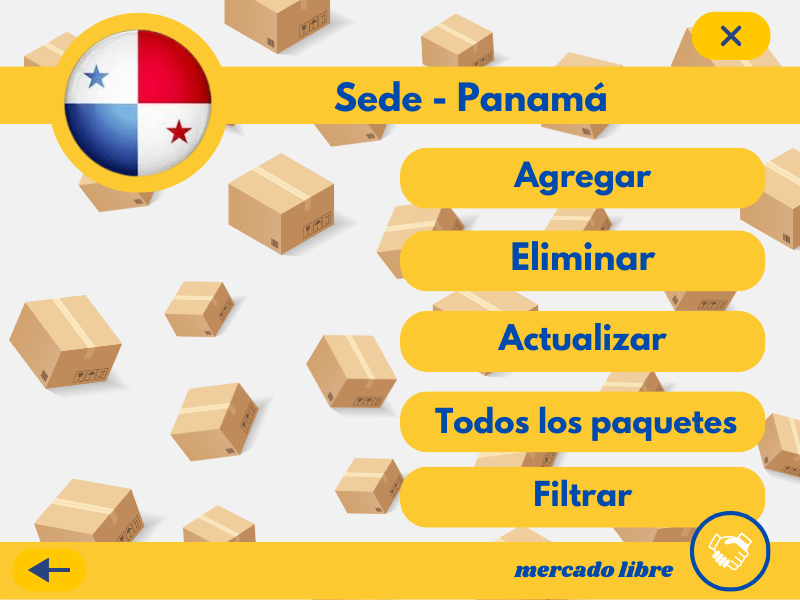 Sede - Panamá
Agregar
Eliminar
Actualizar
Todos los paquetes
Filtrar
mercado libre